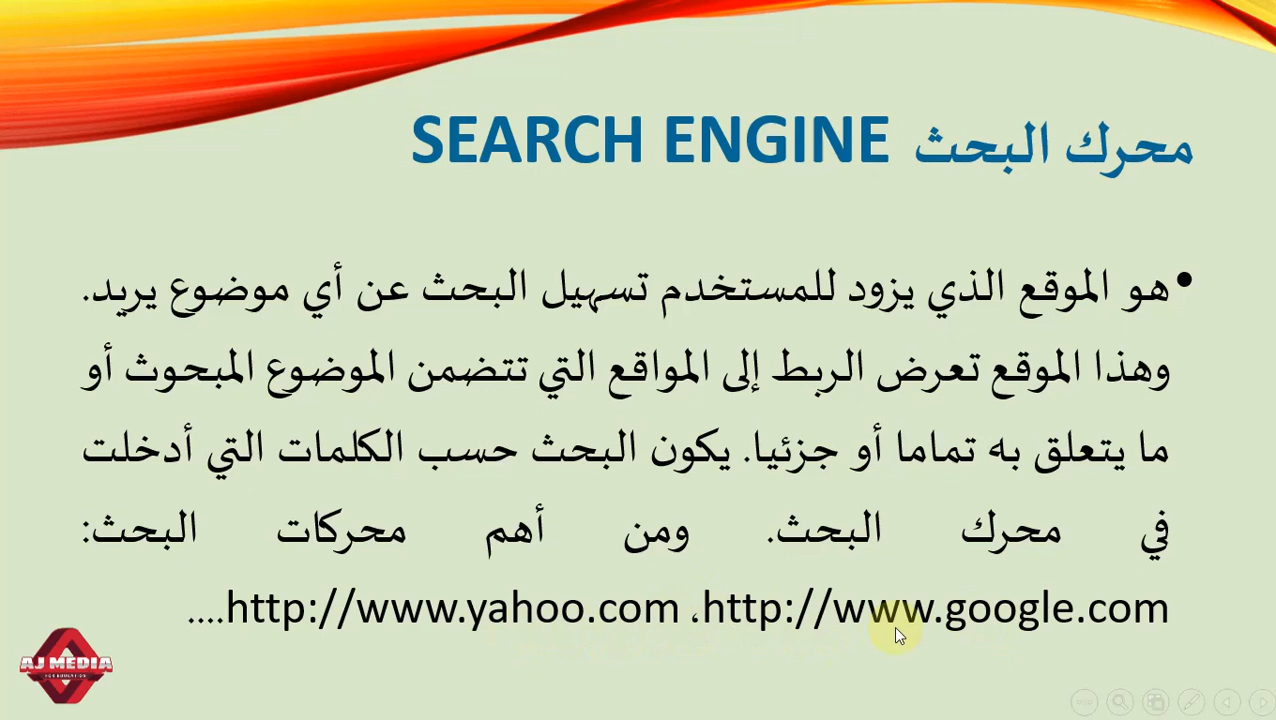 محرك البحث SEARCH ENGINE
•هو الموقع الذي يزود للمستخدم تسهيل البحث عن أي موضوع يريد.
وهذا الموقع تعرض الربط إلى المواقع التي تتضمن الموضوع المبحوث أو
ما يتعلق به تماما أو جزئيا. يكون البحث حسب الكلمات التي أدخلت
في محرك البحث. ومن أهم محركات البحث:
http://www.google.com، http://www.yahoo.com....
AJ MEDIA
FOR EDUCATION